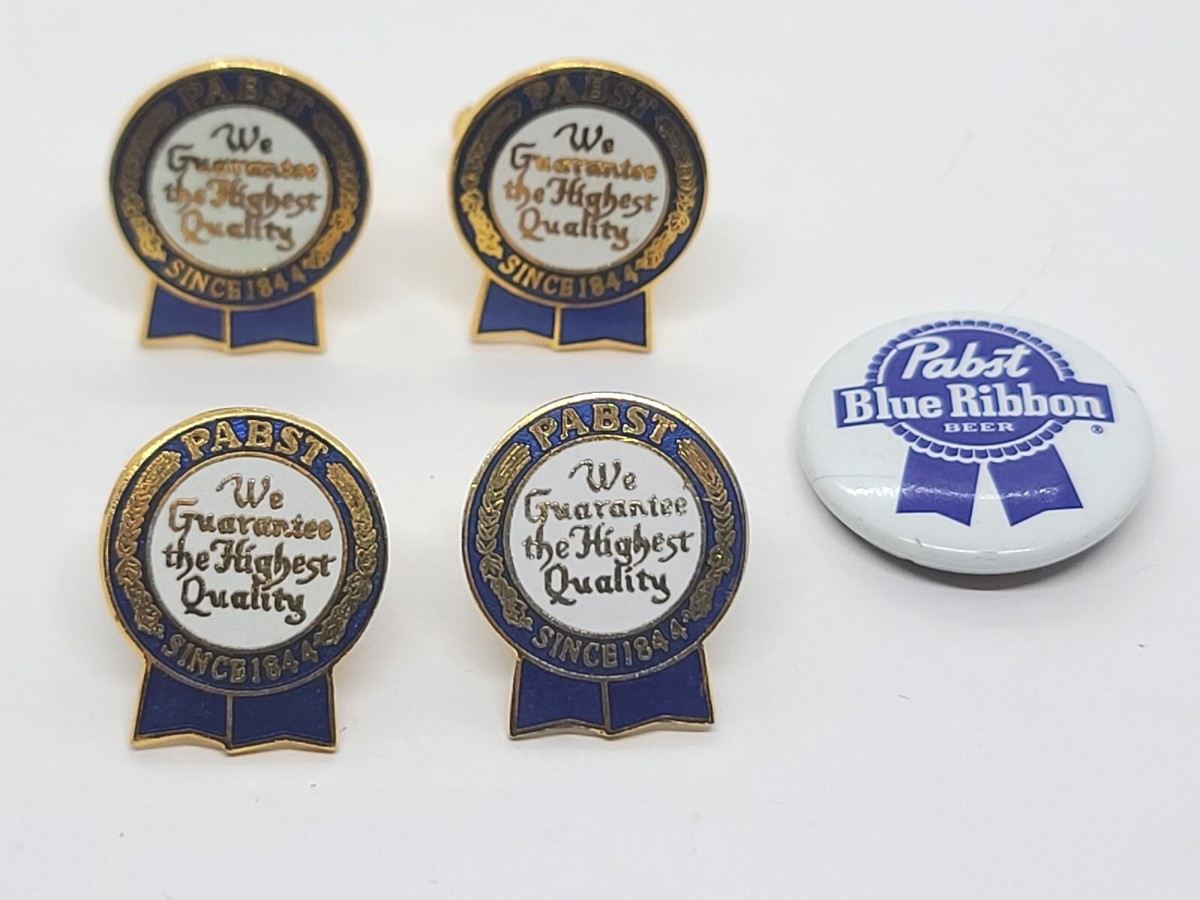 PABST
We
Guarantee
the Highest
Quality
SINCE 1844
PABST
We
Guarantee
the Highest
Quality
SINCE 1844
Pabst
Blue Ribbon
BEER
®
PABST
We
Guarantee
the Highest
Quality
SINCE 1844
PABST
We
Guarantee
the Highest
Quality
SINCE 1844